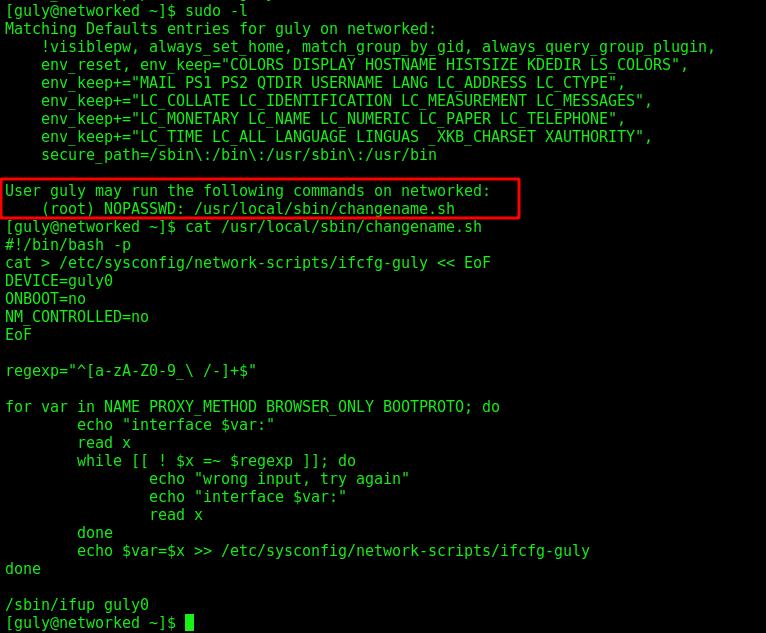 [guly@networked ~]$ sudo -l
Matching Defaults entries for guly on networked:
    !visiblepw, always_set_home, match_group_by_gid, always_query_group_plugin,
    env_reset, env_keep="COLORS DISPLAY HOSTNAME HISTSIZE KDEDIR LS_COLORS",
    env_keep+="MAIL PS1 PS2 QTDIR USERNAME LANG LC_ADDRESS LC_CTYPE",
    env_keep+="LC_COLLATE LC_IDENTIFICATION LC_MEASUREMENT LC_MESSAGES",
    env_keep+="LC_MONETARY LC_NAME LC_NUMERIC LC_PAPER LC_TELEPHONE",
    env_keep+="LC_TIME LC_ALL LANGUAGE LINGUAS _XKB_CHARSET XAUTHORITY",
    secure_path=/sbin\:/bin\:/usr/sbin\:/usr/bin

User guly may run the following commands on networked:
    (root) NOPASSWD: /usr/local/sbin/changename.sh
[guly@networked ~]$ cat /usr/local/sbin/changename.sh
#!/bin/bash -p
cat > /etc/sysconfig/network-scripts/ifcfg-guly << EoF
DEVICE=guly0
ONBOOT=no
NM_CONTROLLED=no
EoF

regexp="^[a-zA-Z0-9_\ /-]+$"

for var in NAME PROXY_METHOD BROWSER_ONLY BOOTPROTO; do
        echo "interface $var:"
        read x
        while [[ ! $x =~ $regexp ]]; do
                echo "wrong input, try again"
                echo "interface $var:"
                read x
        done
        echo $var=$x >> /etc/sysconfig/network-scripts/ifcfg-guly
done

/sbin/ifup guly0
[guly@networked ~]$